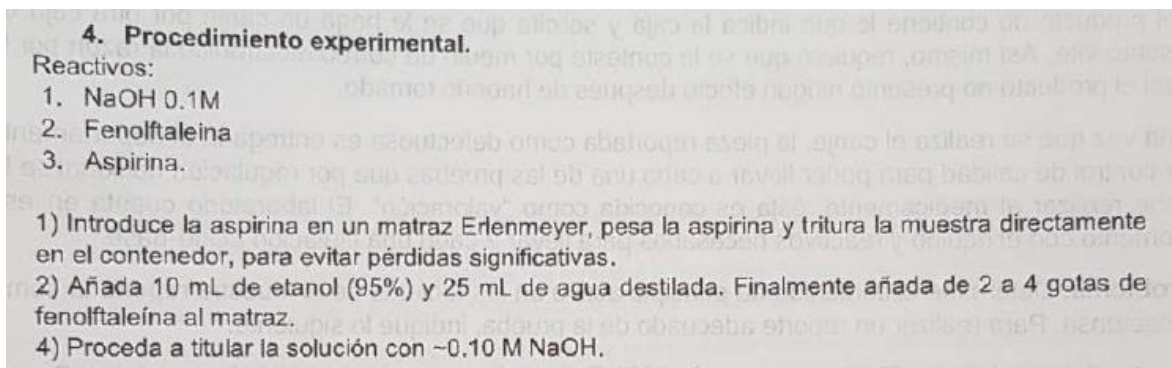 4. Procedimiento experimental.
Reactivos:
1. NaOH 0.1M
2. Fenolftaleina
3. Aspirina.
1) Introduce la aspirina en un matraz Erlenmeyer, pesa la aspirina y tritura la muestra directamente
en el contenedor, para evitar pérdidas significativas.
2) Añada 10 mL de etanol (95%) y 25 mL de agua destilada. Finalmente añada de 2 a 4 gotas de
fenolftaleína al matraz.
4) Proceda a titular la solución con ~0.10 M NaOH.